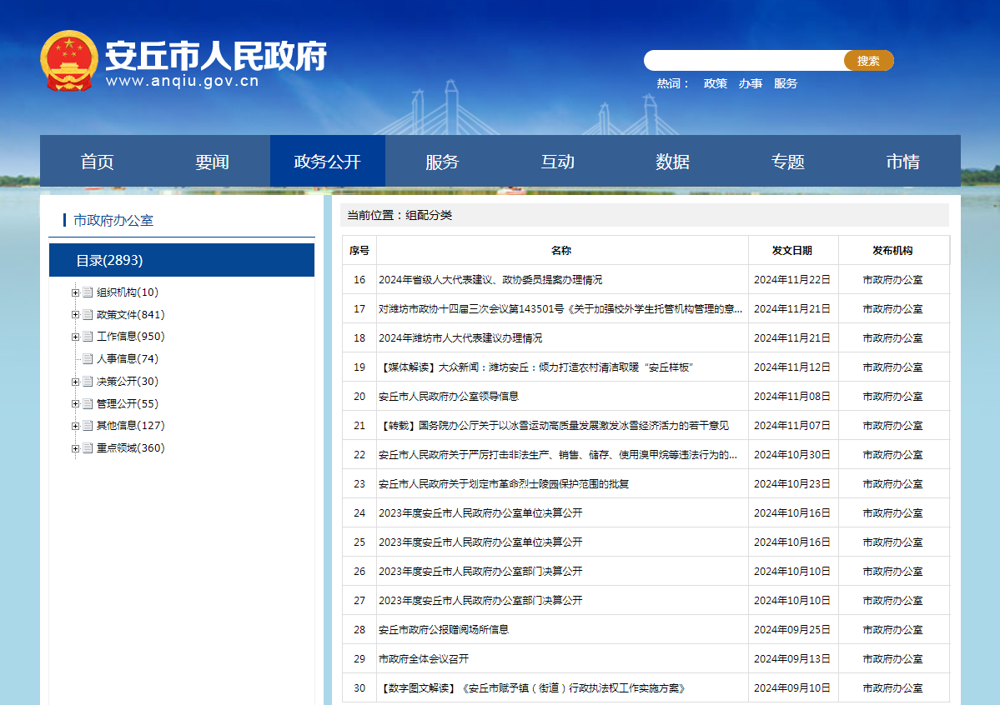 安丘市人民政府
www.anqiu.gov.cn
搜索
热词： 政策 办事 服务
首页 要闻 政务公开 服务 互动 数据 专题 市情
市政府办公室
目录(2893)
组织机构(10)
政策文件(841)
工作信息(950)
人事信息(74)
决策公开(30)
管理公开(55)
其他信息(127)
重点领域(360)
当前位置：组配分类
序号 名称 发文日期 发布机构
16 2024年省级人大代表建议、政协委员提案办理情况 2024年11月22日 市政府办公室
17 对潍坊市政协十四届三次会议第143501号《关于加强校外学生托管机构管理的意... 2024年11月21日 市政府办公室
18 2024年潍坊市人大代表建议办理情况 2024年11月21日 市政府办公室
19 【媒体解读】大众新闻：潍坊安丘：倾力打造农村清洁取暖“安丘样板” 2024年11月12日 市政府办公室
20 安丘市人民政府办公室领导信息 2024年11月08日 市政府办公室
21 【转载】国务院办公厅关于以冰雪运动高质量发展激发冰雪经济活力的若干意见 2024年11月07日 市政府办公室
22 安丘市人民政府关于严厉打击非法生产、销售、储存、使用溴甲烷等违法行为的... 2024年10月30日 市政府办公室
23 安丘市人民政府关于划定市革命烈士陵园保护范围的批复 2024年10月23日 市政府办公室
24 2023年度安丘市人民政府办公室单位决算公开 2024年10月16日 市政府办公室
25 2023年度安丘市人民政府办公室单位决算公开 2024年10月16日 市政府办公室
26 2023年度安丘市人民政府办公室部门决算公开 2024年10月10日 市政府办公室
27 2023年度安丘市人民政府办公室部门决算公开 2024年10月10日 市政府办公室
28 安丘市政府公报赠阅场所信息 2024年09月25日 市政府办公室
29 市政府全体会议召开 2024年09月13日 市政府办公室
30 【数字图文解读】《安丘市赋予镇（街道）行政执法权工作实施方案》 2024年09月10日 市政府办公室